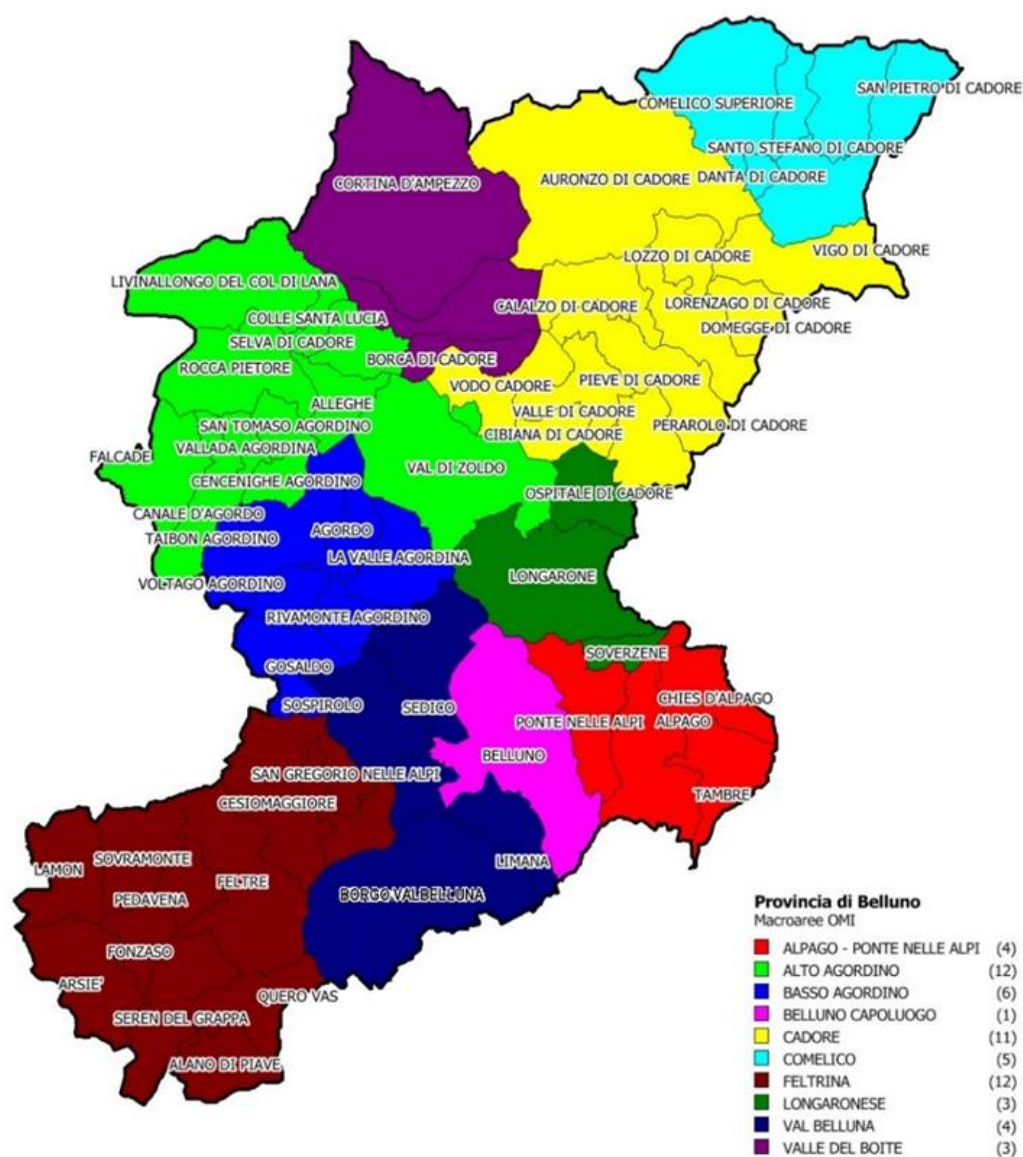 SAN PIETRO DI CADORE
COMELICO SUPERIORE
SANTO STEFANO DI CADORE
DANTA DI CADORE
CORTINA D'AMPEZZO
AURONZO DI CADORE
VIGO DI CADORE
LOZZO DI CADORE
LIVINALLONGO DEL COL DI LANA
CALALZO DI CADORE
LORENZAGO DI CADORE
COLLE SANTA LUCIA
DOMEGGE DI CADORE
SELVA DI CADORE
BORCA DI CADORE
ROCCA PIETORE
VODO CADORE
PIEVE DI CADORE
ALLEGHE
VALLE DI CADORE
SAN TOMASO AGORDINO
PERAROLO DI CADORE
CIBIANA DI CADORE
VALLADA AGORDINA
FALCADE
VAL DI ZOLDO
CENCENIGHE AGORDINO
OSPITALE DI CADORE
CANALE D'AGORDO
AGORDO
TAIBON AGORDINO
LA VALLE AGORDINA
LONGARONE
VOLTAGO AGORDINO
RIVAMONTE AGORDINO
SOVERZENE
GOSALDO
CHIES D'ALPAGO
SOSPIROLO
SEDICO
PONTE NELLE ALPI
ALPAGO
BELLUNO
SAN GREGORIO NELLE ALPI
TAMBRE
CESIOMAGGIORE
SOVRAMONTE
LIMANA
LAMON
FELTRE
BORGO VALBELLUNA
PEDAVENA
FONZASO
ARSIE'
QUERO VAS
SEREN DEL GRAPPA
ALANO DI PIAVE
Provincia di Belluno
Macroaree OMI
ALPAGO - PONTE NELLE ALPI (4)
ALTO AGORDINO (12)
BASSO AGORDINO (6)
BELLUNO CAPOLUOGO (1)
CADORE (11)
COMELICO (5)
FELTRINA (12)
LONGARONESE (3)
VAL BELLUNA (4)
VALLE DEL BOITE (3)